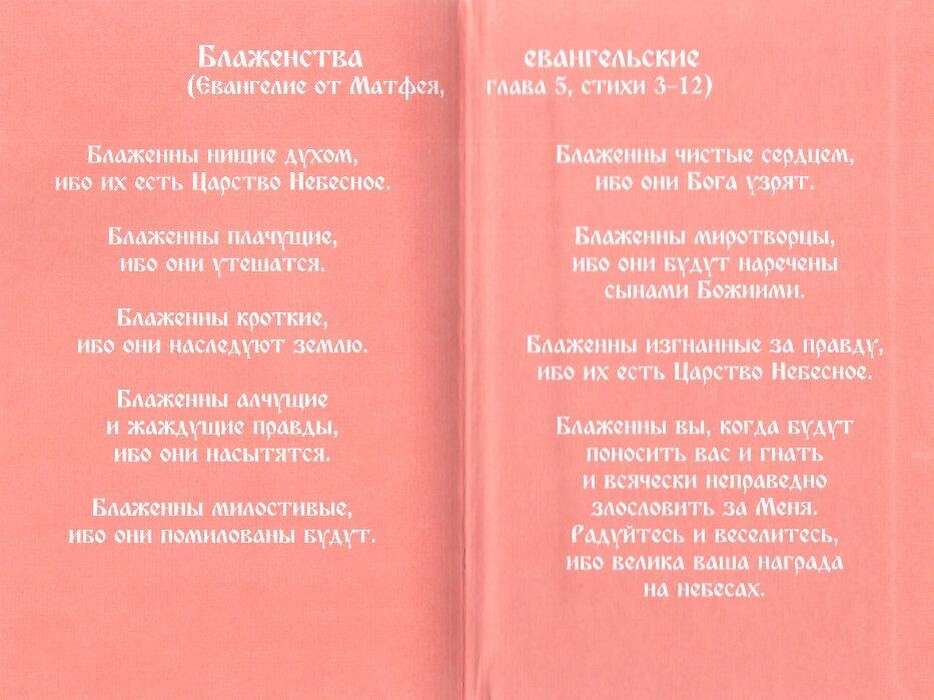 Блаженства евангельские
(Евангелие от Матфея, глава 5, стихи 3-12)
Блаженны нищие духом,
ибо их есть Царство Небесное.
Блаженны плачущие,
ибо они утешатся.
Блаженны кроткие,
ибо они наследуют землю.
Блаженны алчущие
и жаждущие правды,
ибо они насытятся.
Блаженны милостивые,
ибо они помилованы будут.
Блаженны чистые сердцем,
ибо они Бога узрят.
Блаженны миротворцы,
ибо они будут наречены
сынами Божиими.
Блаженны изгнанные за правду,
ибо их есть Царство Небесное.
Блаженны вы, когда будут
поносить вас и гнать
и всячески неправедно
злословить за Меня.
Радуйтесь и веселитесь,
ибо велика ваша награда
на небесах.